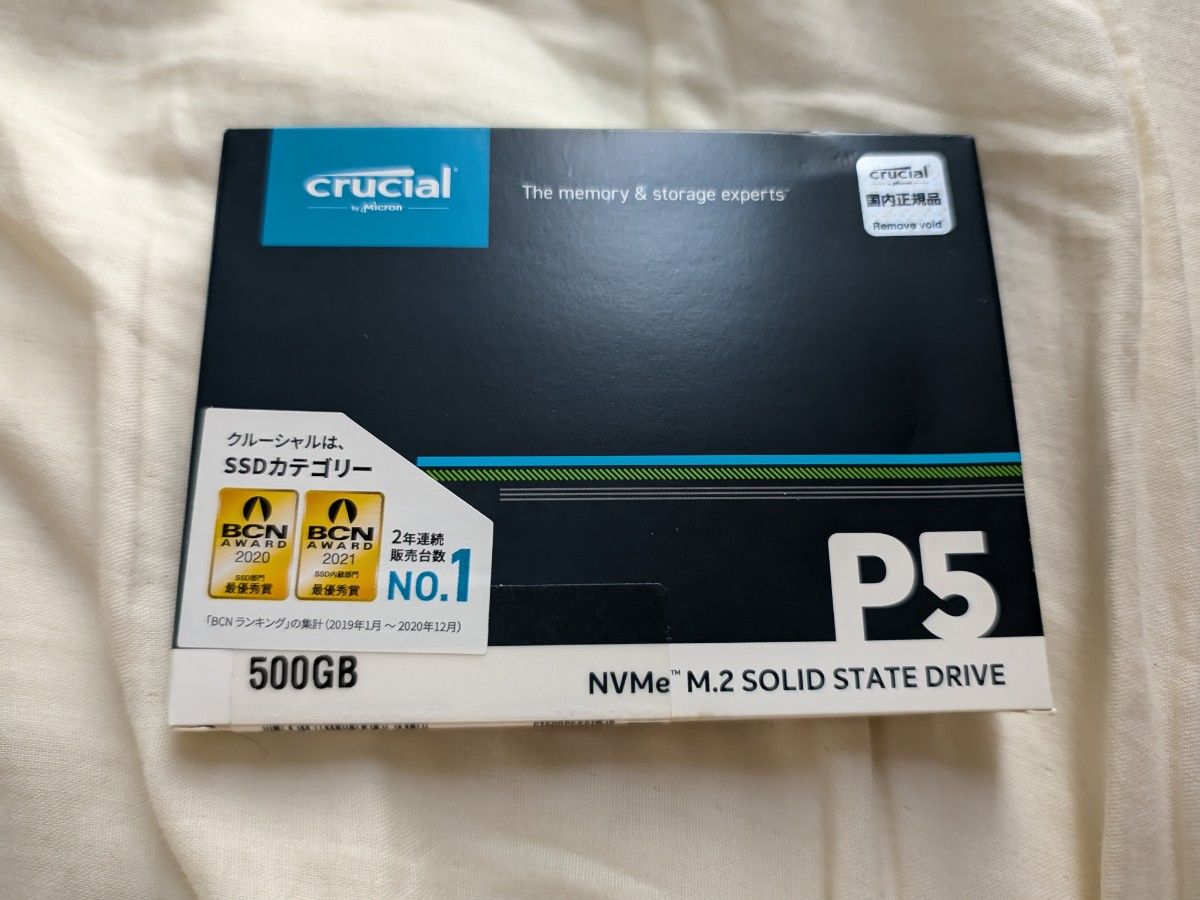 crucial
by Micron
The memory & storage experts™
crucial
by Micron
国内正規品
Remove void
クルーシャルは、
SSDカテゴリー
BCN
AWARD
2020
SSD部門
最優秀賞
BCN
AWARD
2021
SSD内蔵部門
最優秀賞
2年連続
販売台数
NO.1
「BCN ランキング」の集計（2019年1月 ～ 2020年12月）
P5
500GB
NVMe™ M.2 SOLID STATE DRIVE